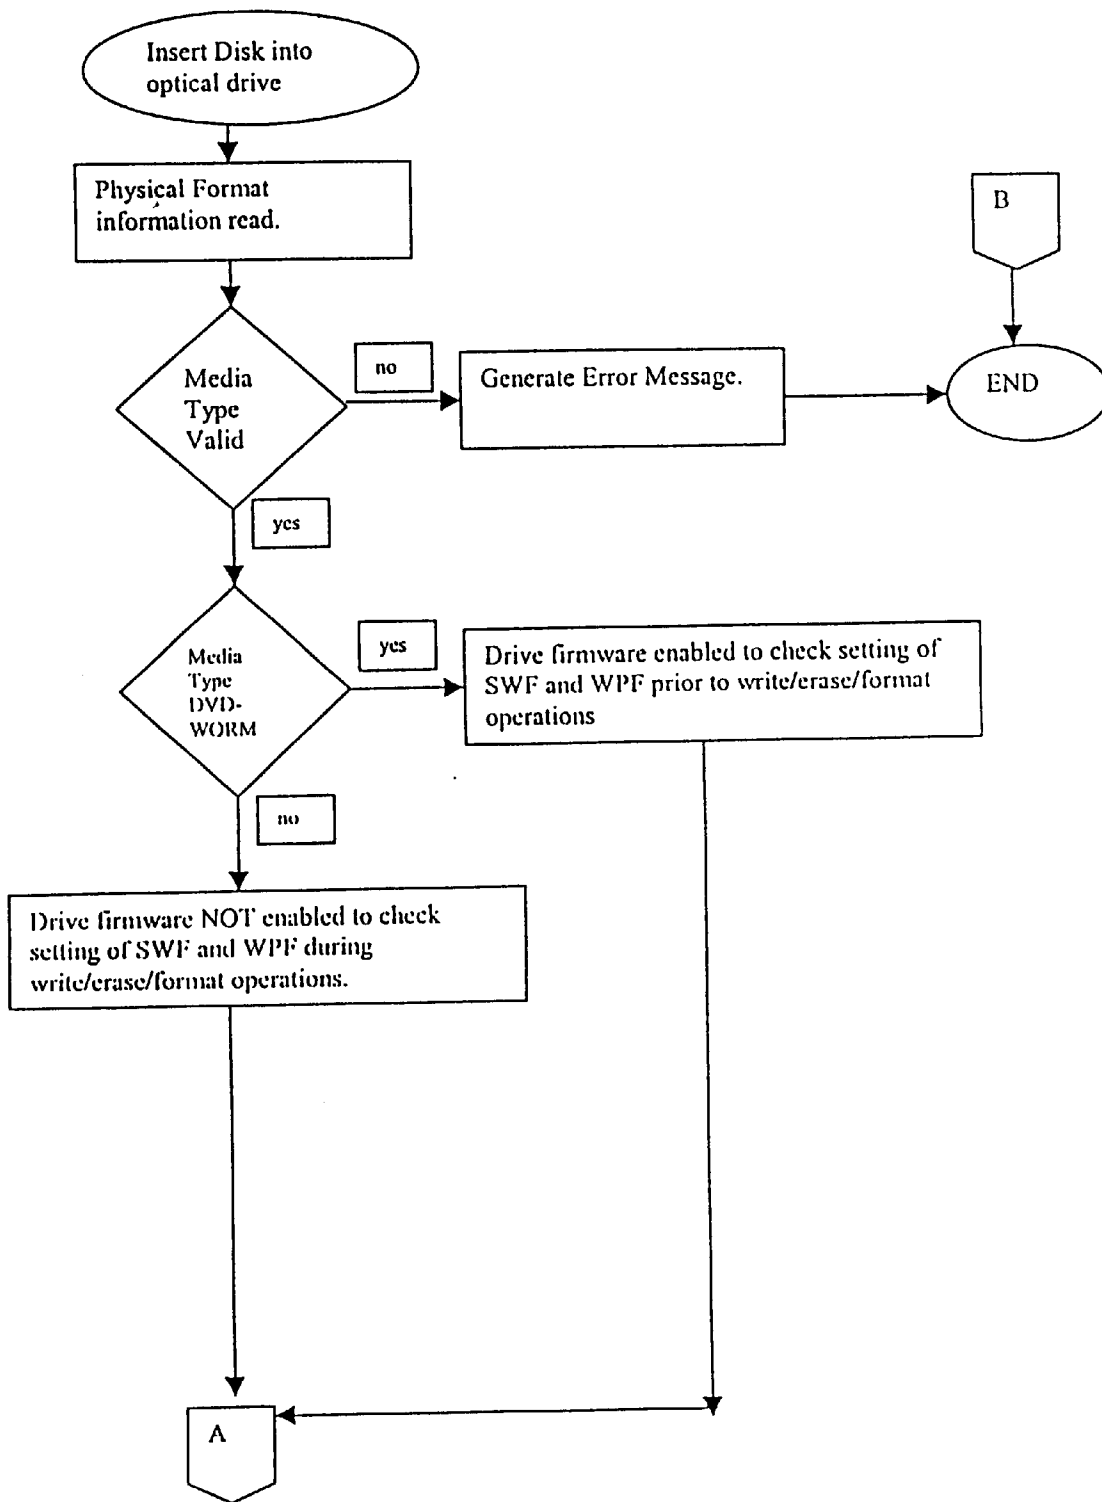 Insert Disk into
optical drive
Physical Format
information read.
B
Media
Type
Valid
no
Generate Error Message.
END
yes
Media
Type
DVD-
WORM
yes
Drive firmware enabled to check setting of
SWF and WPF prior to write/erase/format
operations
no
Drive firmware NOT enabled to check
setting of SWF and WPF during
write/erase/format operations.
A